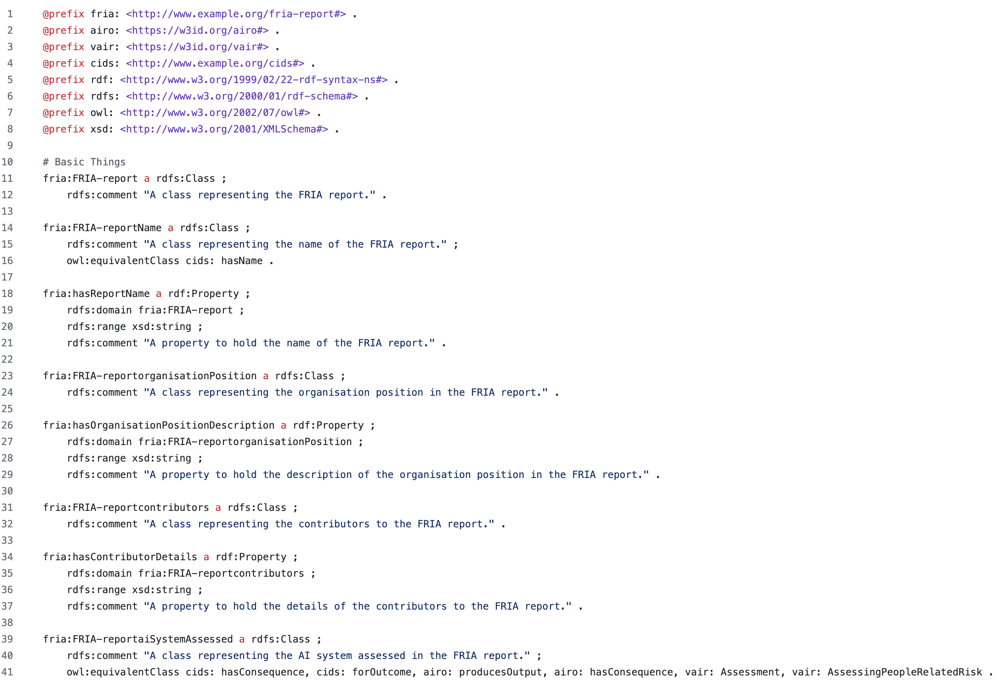 1 @prefix fria: <http://www.example.org/fria-report#> .
2 @prefix airo: <https://w3id.org/airo#> .
3 @prefix vair: <https://w3id.org/vair#> .
4 @prefix cids: <http://www.example.org/cids#> .
5 @prefix rdf: <http://www.w3.org/1999/02/22-rdf-syntax-ns#> .
6 @prefix rdfs: <http://www.w3.org/2000/01/rdf-schema#> .
7 @prefix owl: <http://www.w3.org/2002/07/owl#> .
8 @prefix xsd: <http://www.w3.org/2001/XMLSchema#> .
9
10 # Basic Things
11 fria:FRIA-report a rdfs:Class ;
12 rdfs:comment "A class representing the FRIA report." .
13
14 fria:FRIA-reportName a rdfs:Class ;
15 rdfs:comment "A class representing the name of the FRIA report." ;
16 owl:equivalentClass cids: hasName .
17
18 fria:hasReportName a rdf:Property ;
19 rdfs:domain fria:FRIA-report ;
20 rdfs:range xsd:string ;
21 rdfs:comment "A property to hold the name of the FRIA report." .
22
23 fria:FRIA-reportorganisationPosition a rdfs:Class ;
24 rdfs:comment "A class representing the organisation position in the FRIA report." .
25
26 fria:hasOrganisationPositionDescription a rdf:Property ;
27 rdfs:domain fria:FRIA-reportorganisationPosition ;
28 rdfs:range xsd:string ;
29 rdfs:comment "A property to hold the description of the organisation position in the FRIA report." .
30
31 fria:FRIA-reportcontributors a rdfs:Class ;
32 rdfs:comment "A class representing the contributors to the FRIA report." .
33
34 fria:hasContributorDetails a rdf:Property ;
35 rdfs:domain fria:FRIA-reportcontributors ;
36 rdfs:range xsd:string ;
37 rdfs:comment "A property to hold the details of the contributors to the FRIA report." .
38
39 fria:FRIA-reportaiSystemAssessed a rdfs:Class ;
40 rdfs:comment "A class representing the AI system assessed in the FRIA report." ;
41 owl:equivalentClass cids: hasConsequence, cids: forOutcome, airo: producesOutput, airo: hasConsequence, vair: Assessment, vair: AssessingPeopleRelatedRisk .